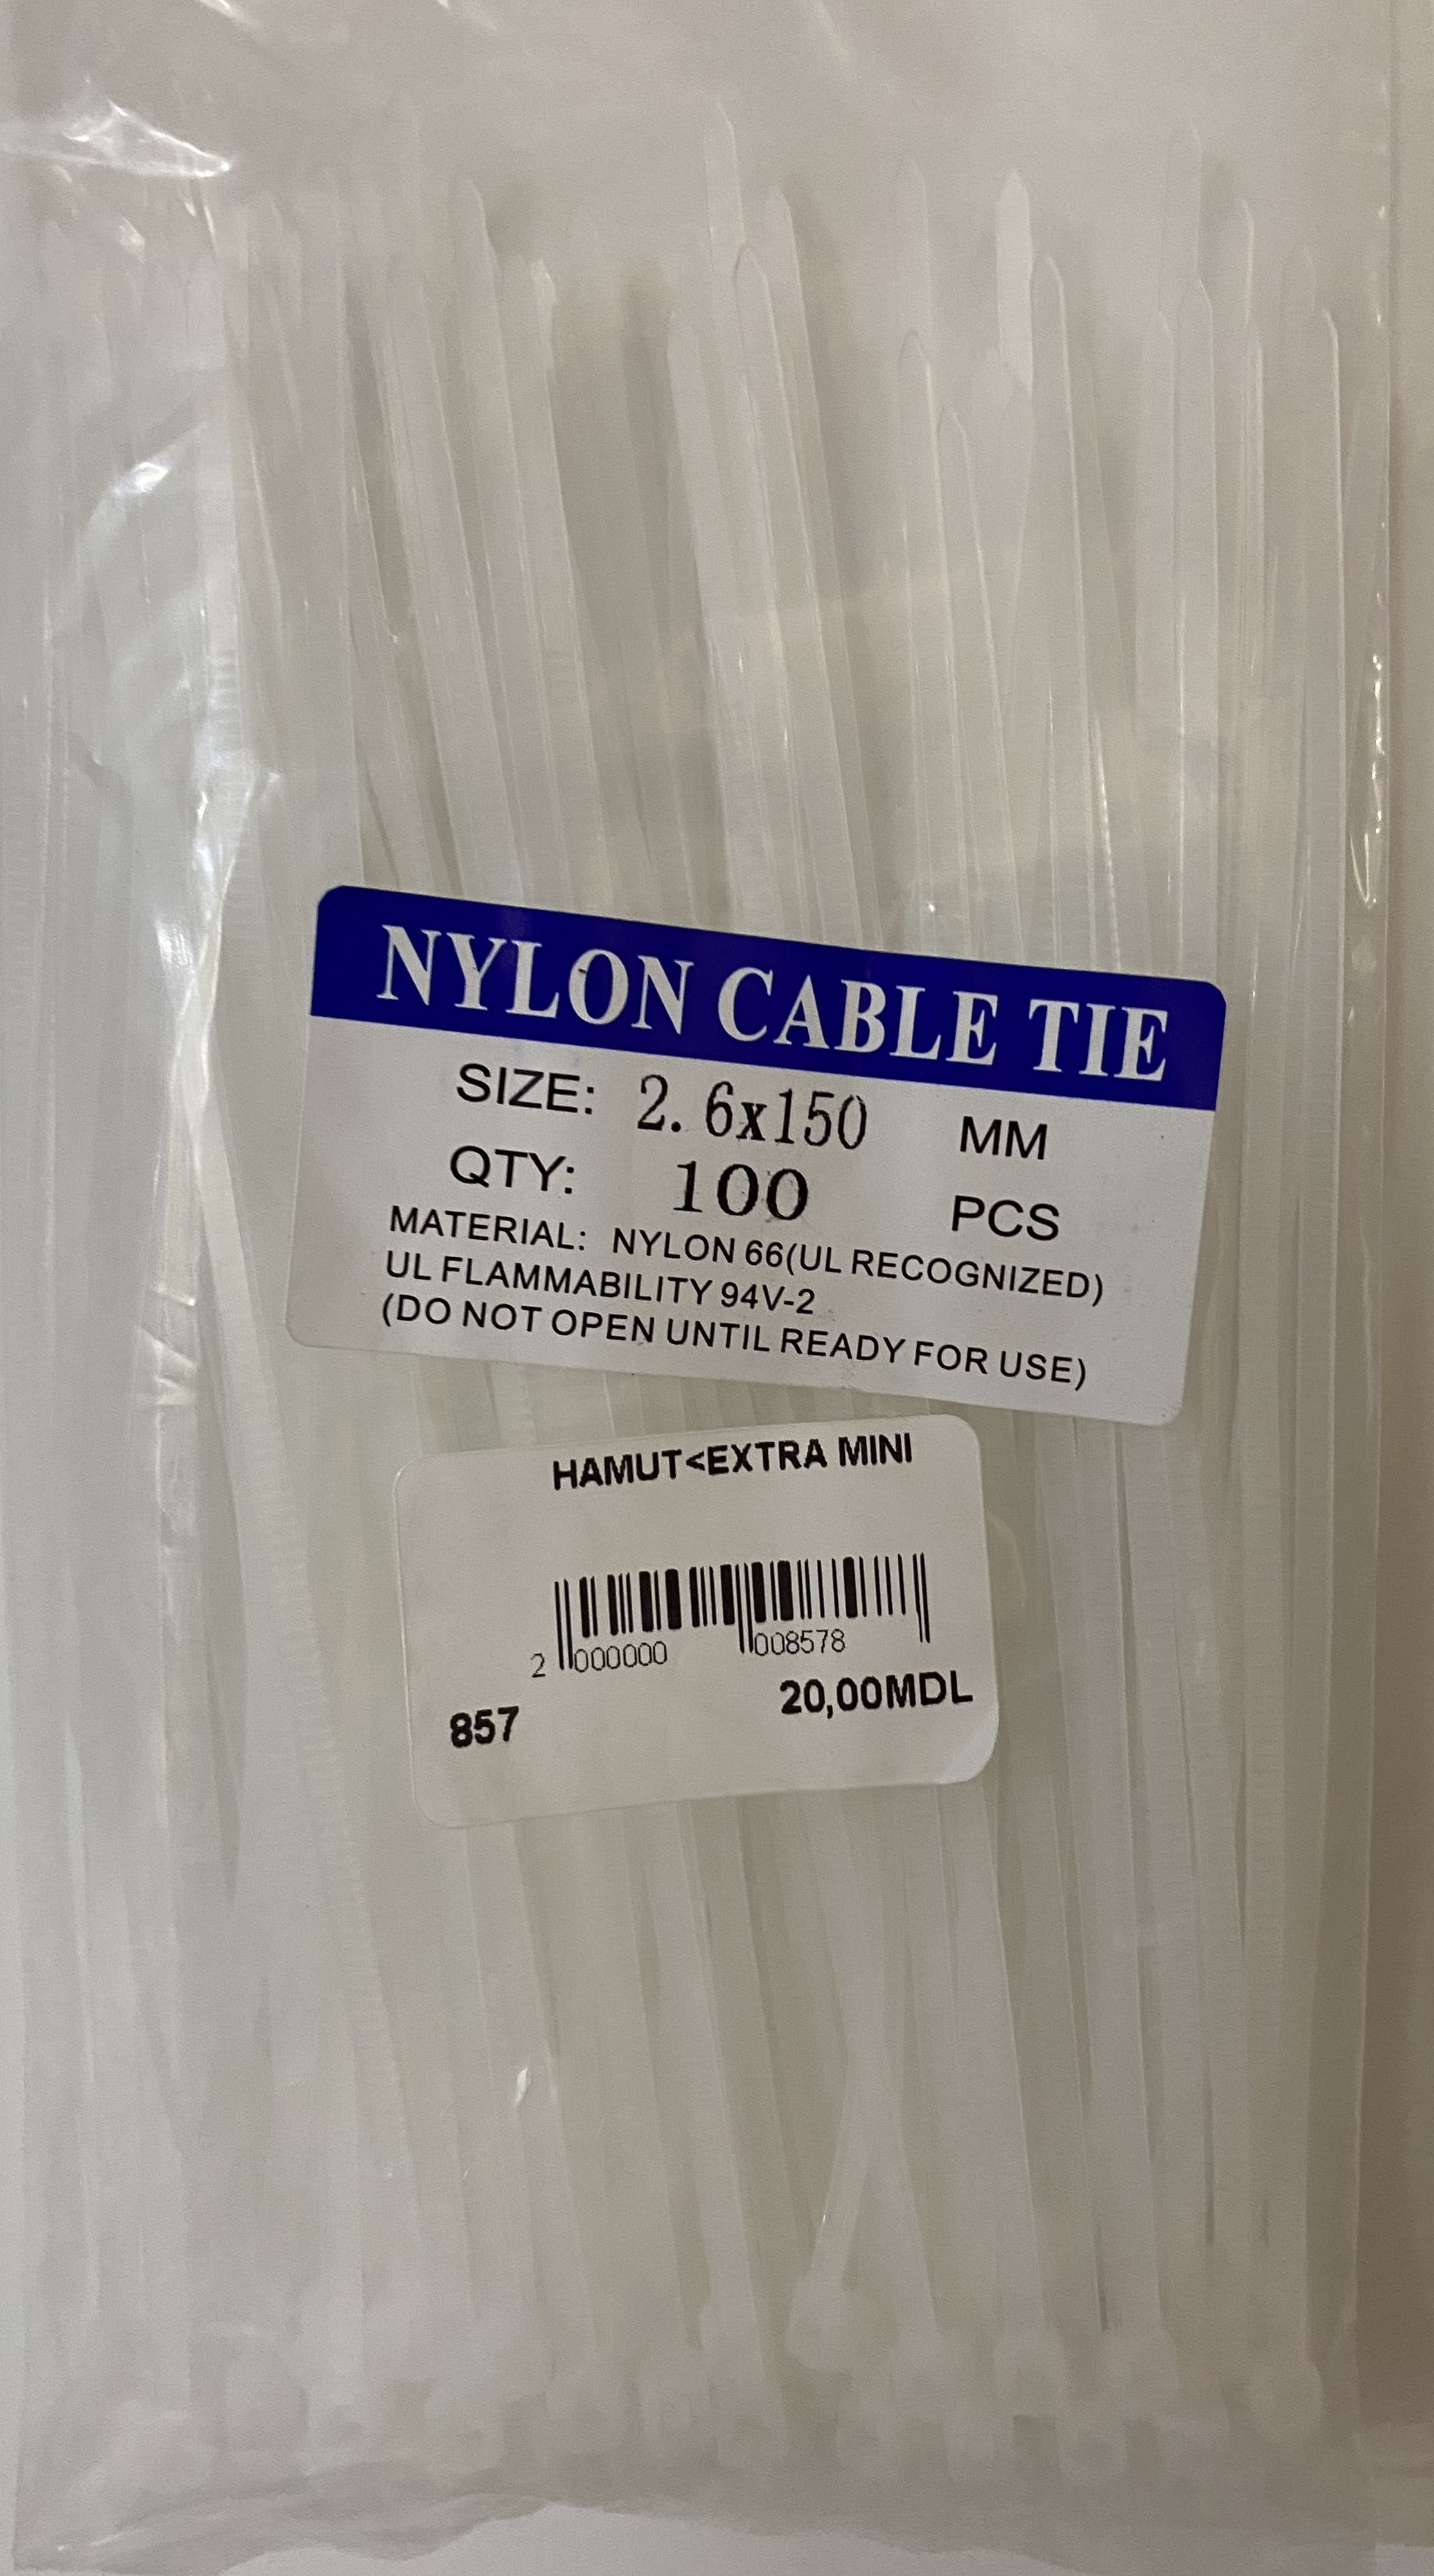 NYLON CABLE TIE
SIZE: 2.6x150 MM
QTY: 100 PCS
MATERIAL: NYLON 66(UL RECOGNIZED)
UL FLAMMABILITY 94V-2
(DO NOT OPEN UNTIL READY FOR USE)
HAMUT<EXTRA MINI
2 000000 008578
857 20,00MDL